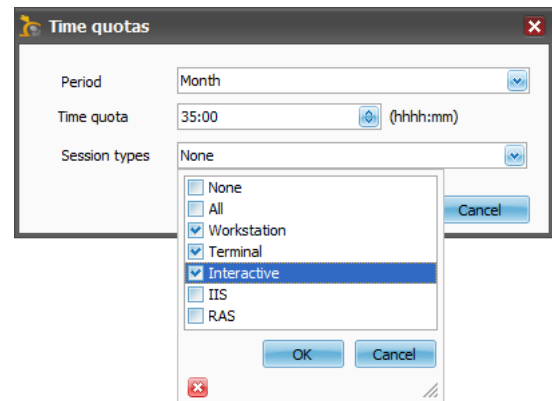 Time quotas
Period Month
Time quota 35:00 (hhhh:mm)
Session types None
None
All
Workstation
Cancel
Terminal
Interactive
IIS
RAS
OK Cancel